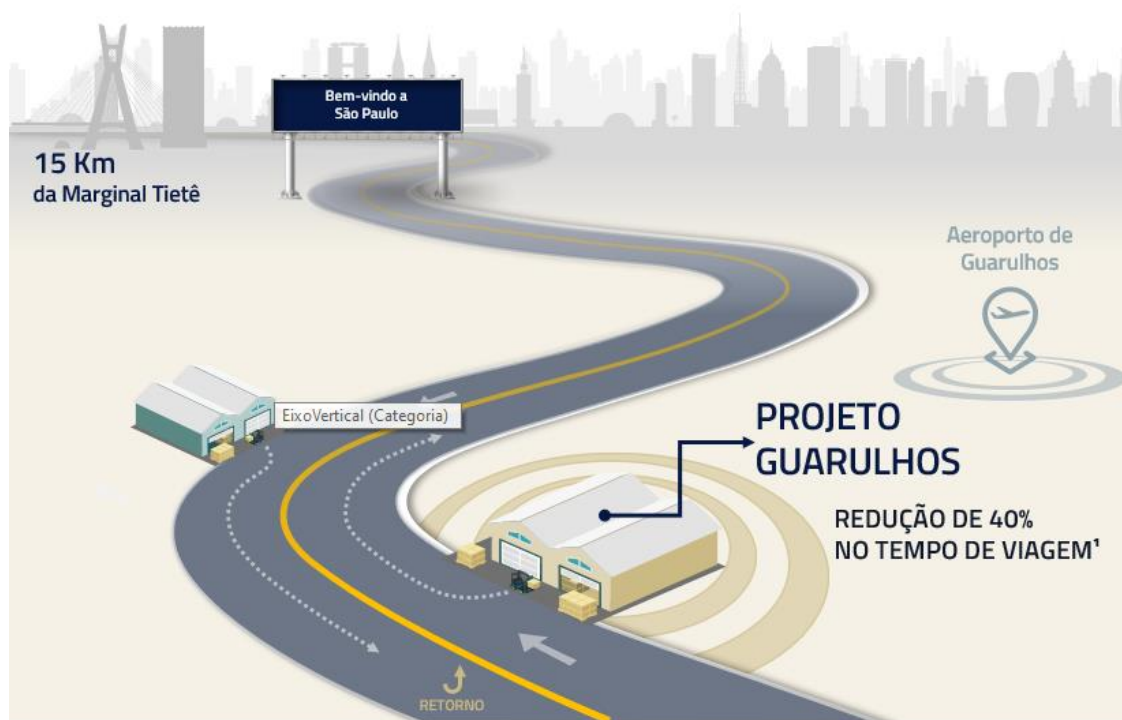 Bem-vindo a
São Paulo
15 Km
da Marginal Tietê
Aeroporto de
Guarulhos
EixoVertical (Categoria)
PROJETO
GUARULHOS
REDUÇÃO DE 40%
NO TEMPO DE VIAGEM¹
RETORNO